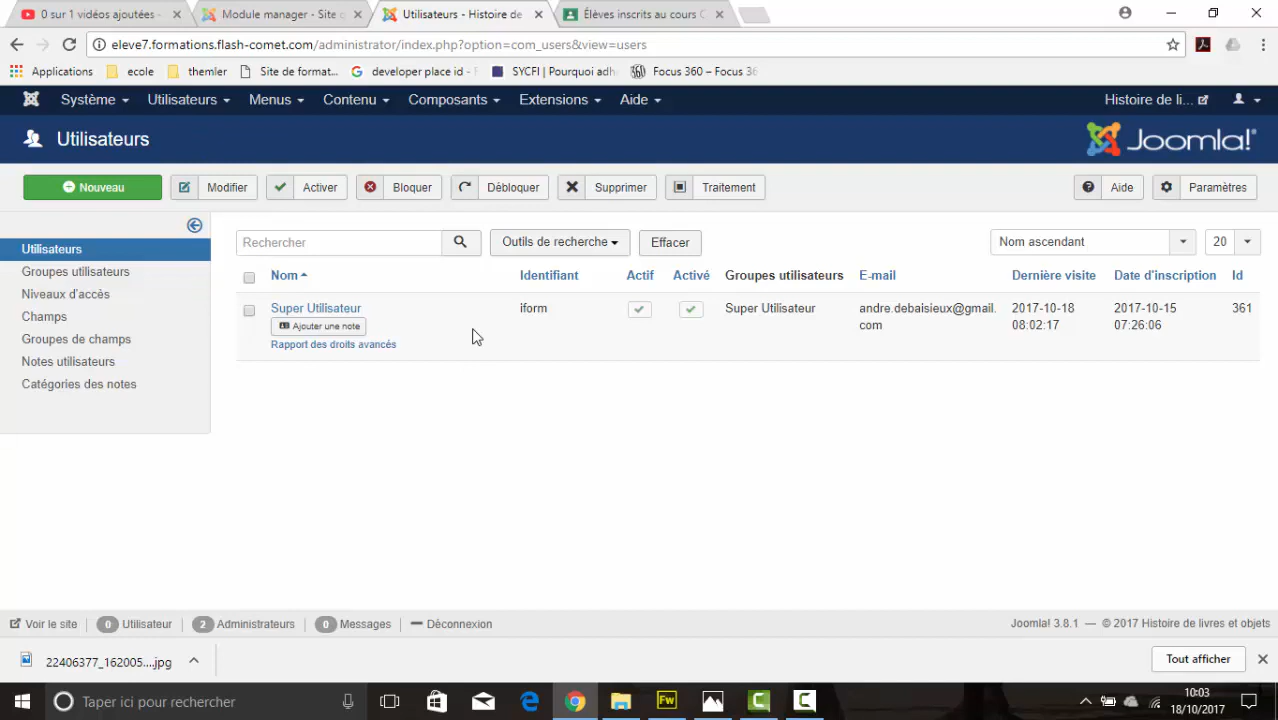 0 sur 1 vidéos ajoutées -
Module manager - Site
Utilisateurs - Histoire de
Élèves inscrits au cours
eleve7.formations.flash-comet.com/administrator/index.php?option=com_users&view=users
Applications
ecole
themler
Site de format...
developer place id -
SYCFI | Pourquoi adh
Focus 360 – Focus 36
Système
Utilisateurs
Menus
Contenu
Composants
Extensions
Aide
Histoire de li...
Utilisateurs
Joomla!
Nouveau
Modifier
Activer
Bloquer
Débloquer
Supprimer
Traitement
Aide
Paramètres
Utilisateurs
Groupes utilisateurs
Niveaux d'accès
Champs
Groupes de champs
Notes utilisateurs
Catégories des notes
Rechercher
Outils de recherche
Effacer
Nom ascendant
20
Nom
Identifiant
Actif
Activé
Groupes utilisateurs
E-mail
Dernière visite
Date d'inscription
Id
Super Utilisateur
Ajouter une note
Rapport des droits avancés
iform
Super Utilisateur
andre.debaisieux@gmail.
com
2017-10-18
08:02:17
2017-10-15
07:26:06
361
Voir le site
0 Utilisateur
2 Administrateurs
0 Messages
Déconnexion
Joomla! 3.8.1 — © 2017 Histoire de livres et objets
22406377_162005....jpg
Tout afficher
Taper ici pour rechercher
Fw
10:03
18/10/2017